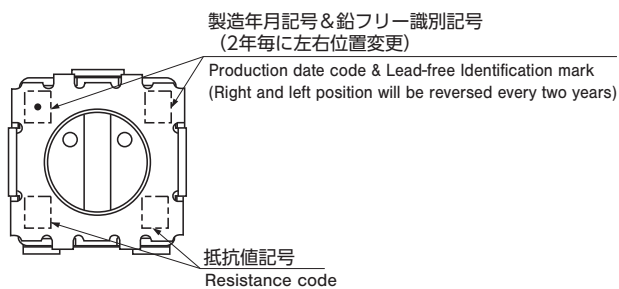 製造年月記号＆鉛フリー識別記号
（2年毎に左右位置変更）
Production date code & Lead-free Identification mark
(Right and left position will be reversed every two years)
抵抗値記号
Resistance code